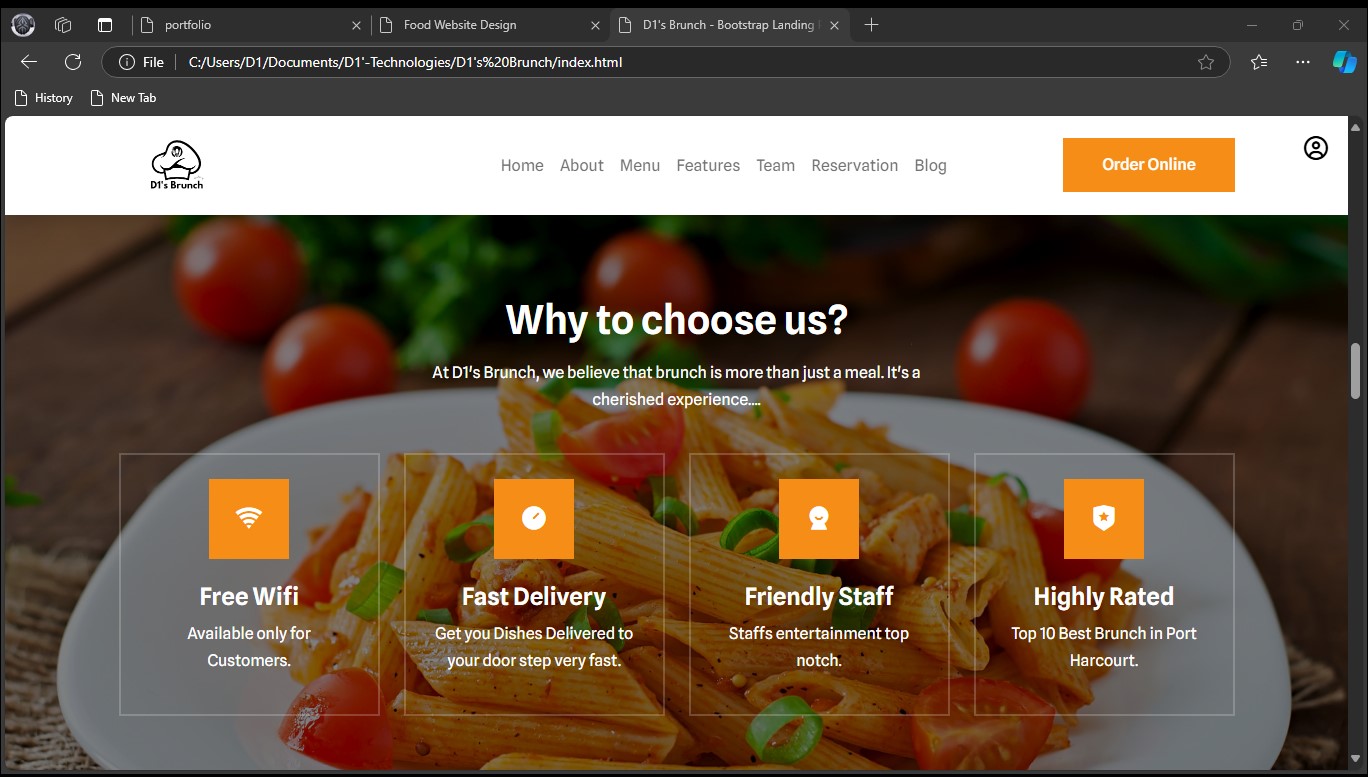 portfolio
Food Website Design
D1's Brunch - Bootstrap Landing
File
C:/Users/D1/Documents/D1'-Technologies/D1's%20Brunch/index.html
History
New Tab
D1's Brunch
Home
About
Menu
Features
Team
Reservation
Blog
Order Online
Why to choose us?
At D1's Brunch, we believe that brunch is more than just a meal. It's a
cherished experience....
Free Wifi
Available only for
Customers.
Fast Delivery
Get you Dishes Delivered to
your door step very fast.
Friendly Staff
Staffs entertainment top
notch.
Highly Rated
Top 10 Best Brunch in Port
Harcourt.